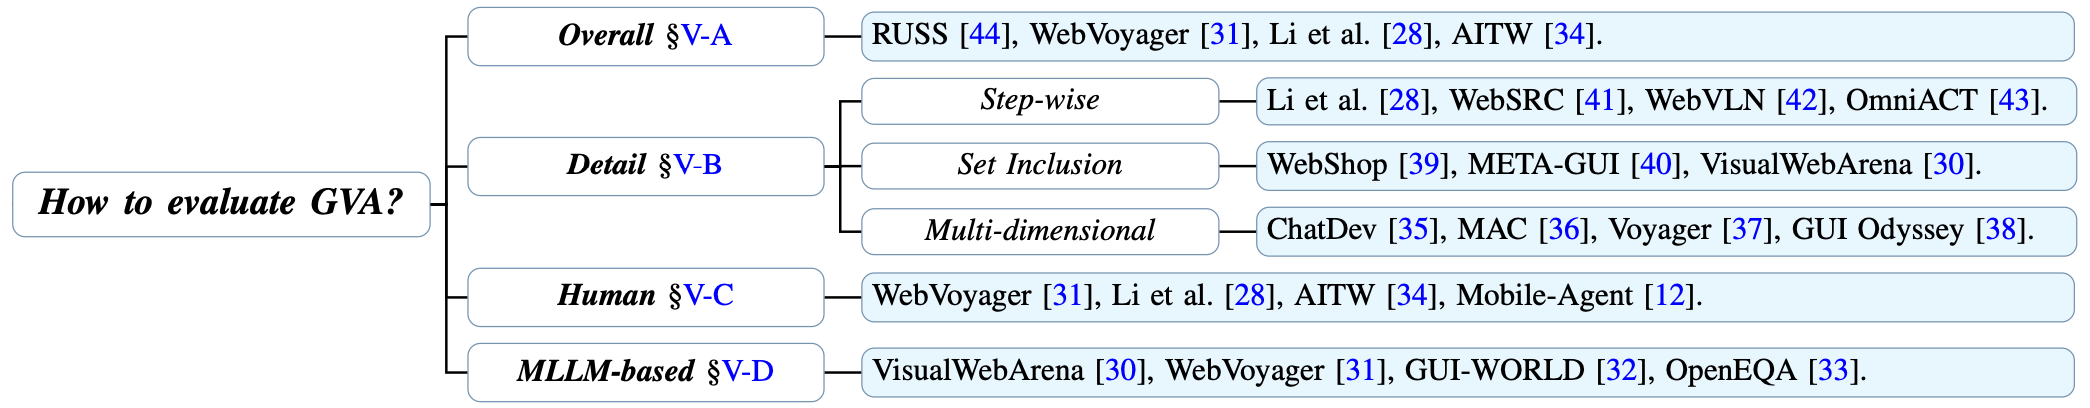 How to evaluate GVA?
Overall §V-A
RUSS [44], WebVoyager [31], Li et al. [28], AITW [34].
Detail §V-B
Step-wise
Li et al. [28], WebSRC [41], WebVLN [42], OmniACT [43].
Set Inclusion
WebShop [39], META-GUI [40], VisualWebArena [30].
Multi-dimensional
ChatDev [35], MAC [36], Voyager [37], GUI Odyssey [38].
Human §V-C
WebVoyager [31], Li et al. [28], AITW [34], Mobile-Agent [12].
MLLM-based §V-D
VisualWebArena [30], WebVoyager [31], GUI-WORLD [32], OpenEQA [33].